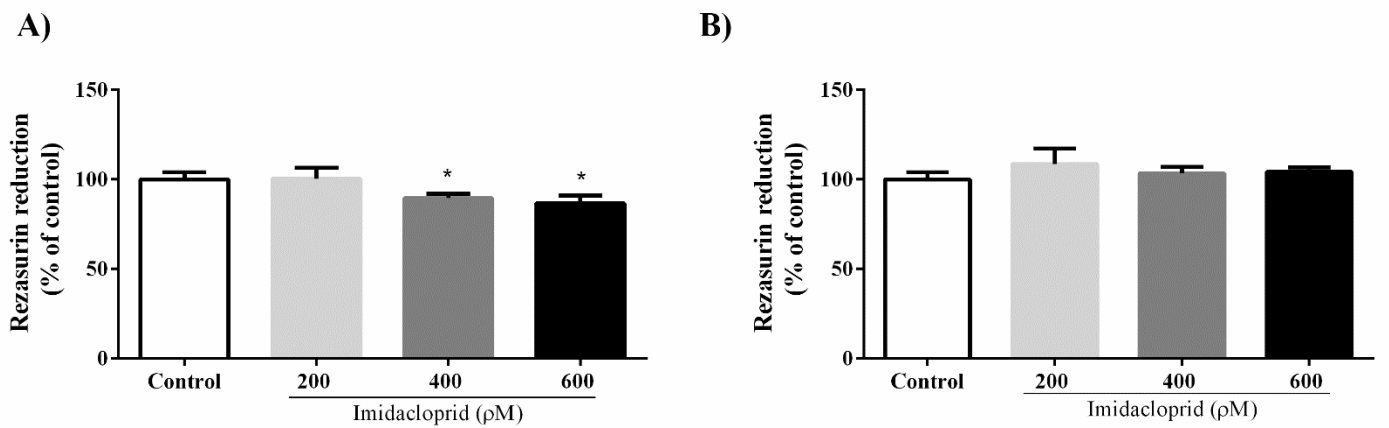 A)
Rezasurin reduction
(% of control)
150
100
50
0
*
*
Control 200 400 600
Imidacloprid (ρM)
B)
Rezasurin reduction
(% of control)
150
100
50
0
Control 200 400 600
Imidacloprid (ρM)